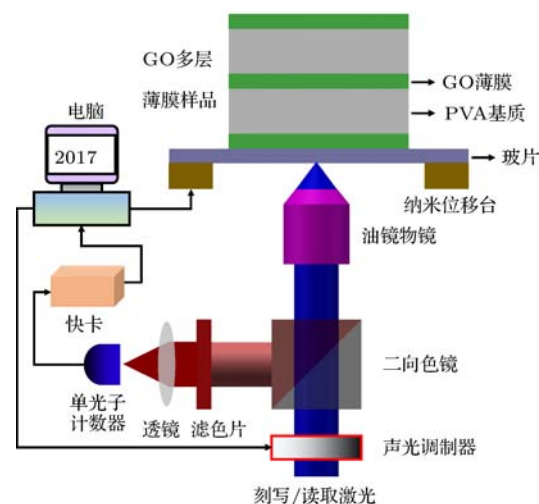 GO多层
薄膜样品
GO薄膜
PVA基质
电脑
2017
玻片
纳米位移台
油镜物镜
快卡
二向色镜
单光子
计数器
透镜
滤色片
声光调制器
刻写/读取激光